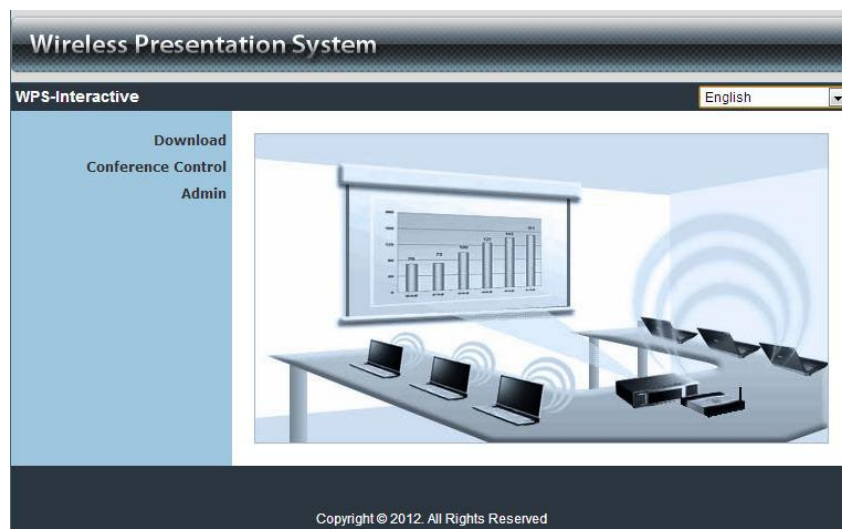 Wireless Presentation System
WPS-Interactive
English
Download
Conference Control
Admin
Copyright © 2012. All Rights Reserved